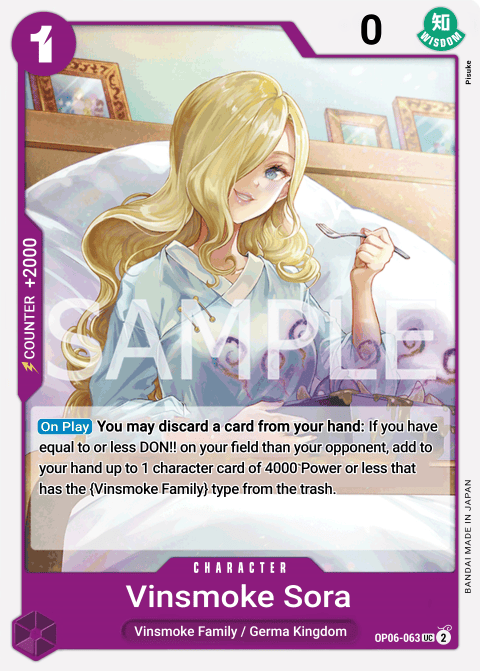 1
0
知
WISDOM
Pisuke
COUNTER +2000
SAMPLE
On Play You may discard a card from your hand: If you have
equal to or less DON!! on your field than your opponent, add to
your hand up to 1 character card of 4000 Power or less that
has the {Vinsmoke Family} type from the trash.
BANDAI MADE IN JAPAN
CHARACTER
Vinsmoke Sora
Vinsmoke Family / Germa Kingdom
OP06-063 UC 2